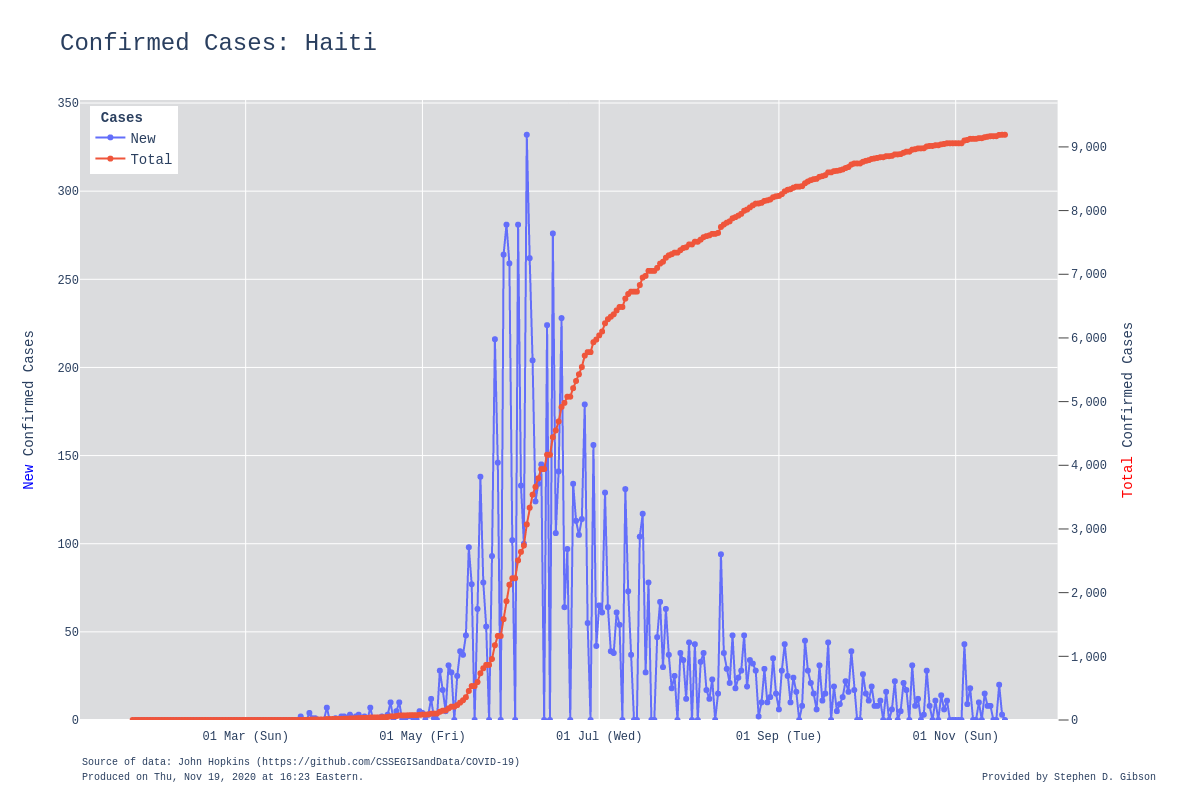 Confirmed Cases: Haiti
Cases
New
Total
350
300
250
200
150
100
50
0
9,000
8,000
7,000
6,000
5,000
4,000
3,000
2,000
1,000
0
New Confirmed Cases
Total Confirmed Cases
01 Mar (Sun)
01 May (Fri)
01 Jul (Wed)
01 Sep (Tue)
01 Nov (Sun)
Source of data: John Hopkins (https://github.com/CSSEGISandData/COVID-19)
Produced on Thu, Nov 19, 2020 at 16:23 Eastern.
Provided by Stephen D. Gibson